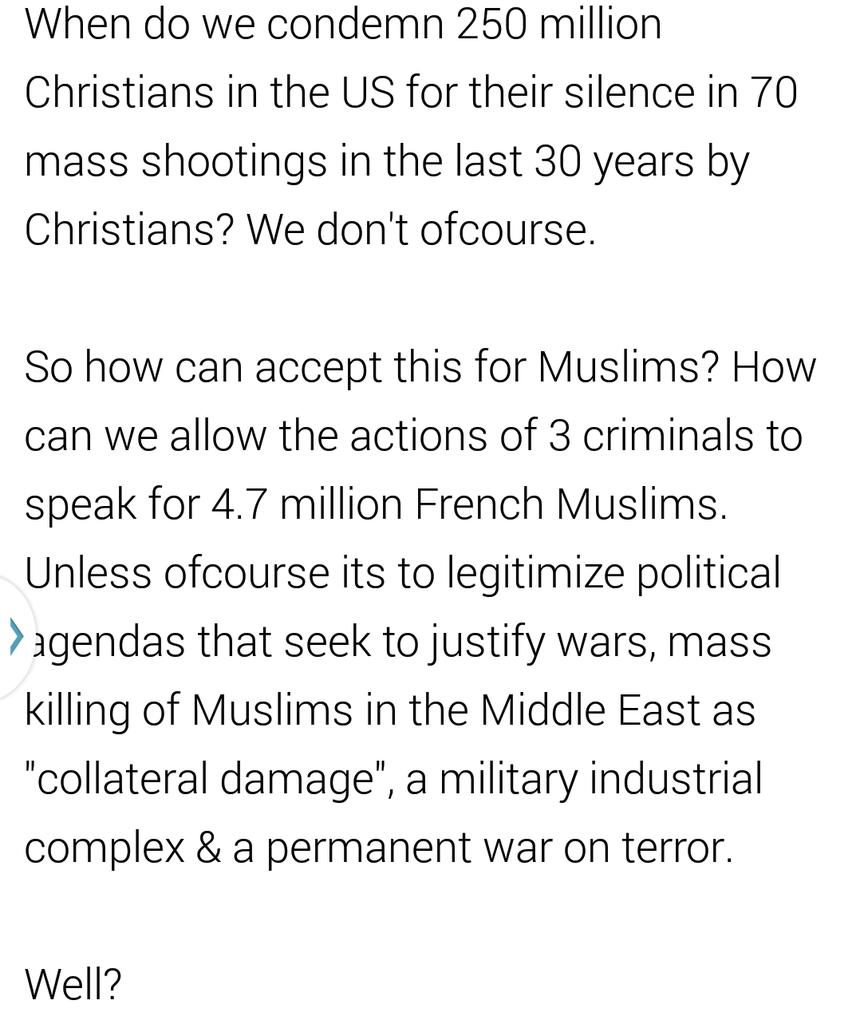 When do we condemn 250 million
Christians in the US for their silence in 70
mass shootings in the last 30 years by
Christians? We don't ofcourse.
So how can accept this for Muslims? How
can we allow the actions of 3 criminals to
speak for 4.7 million French Muslims.
Unless ofcourse its to legitimize political
agendas that seek to justify wars, mass
killing of Muslims in the Middle East as
"collateral damage", a military industrial
complex & a permanent war on terror.
Well?